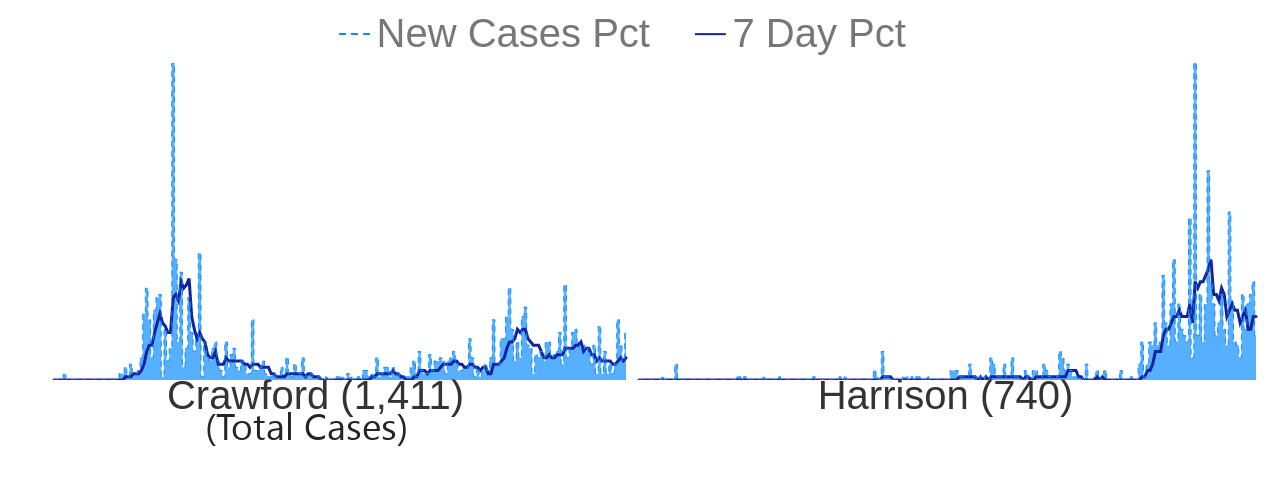 New Cases Pct 7 Day Pct
Crawford (1,411) Harrison (740)
(Total Cases)